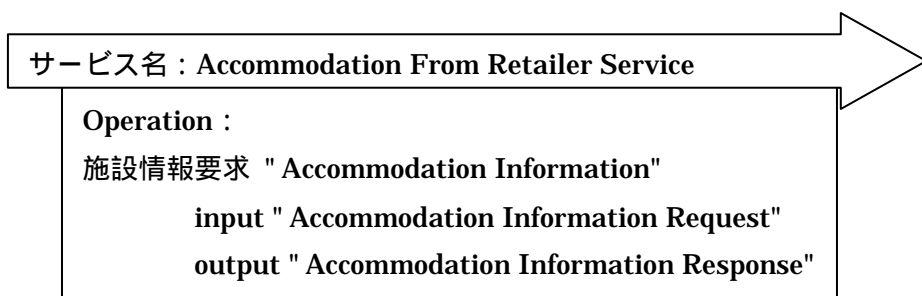 サービス名：Accommodation From Retailer Service
Operation：
施設情報要求 "Accommodation Information"
input "Accommodation Information Request"
output "Accommodation Information Response"